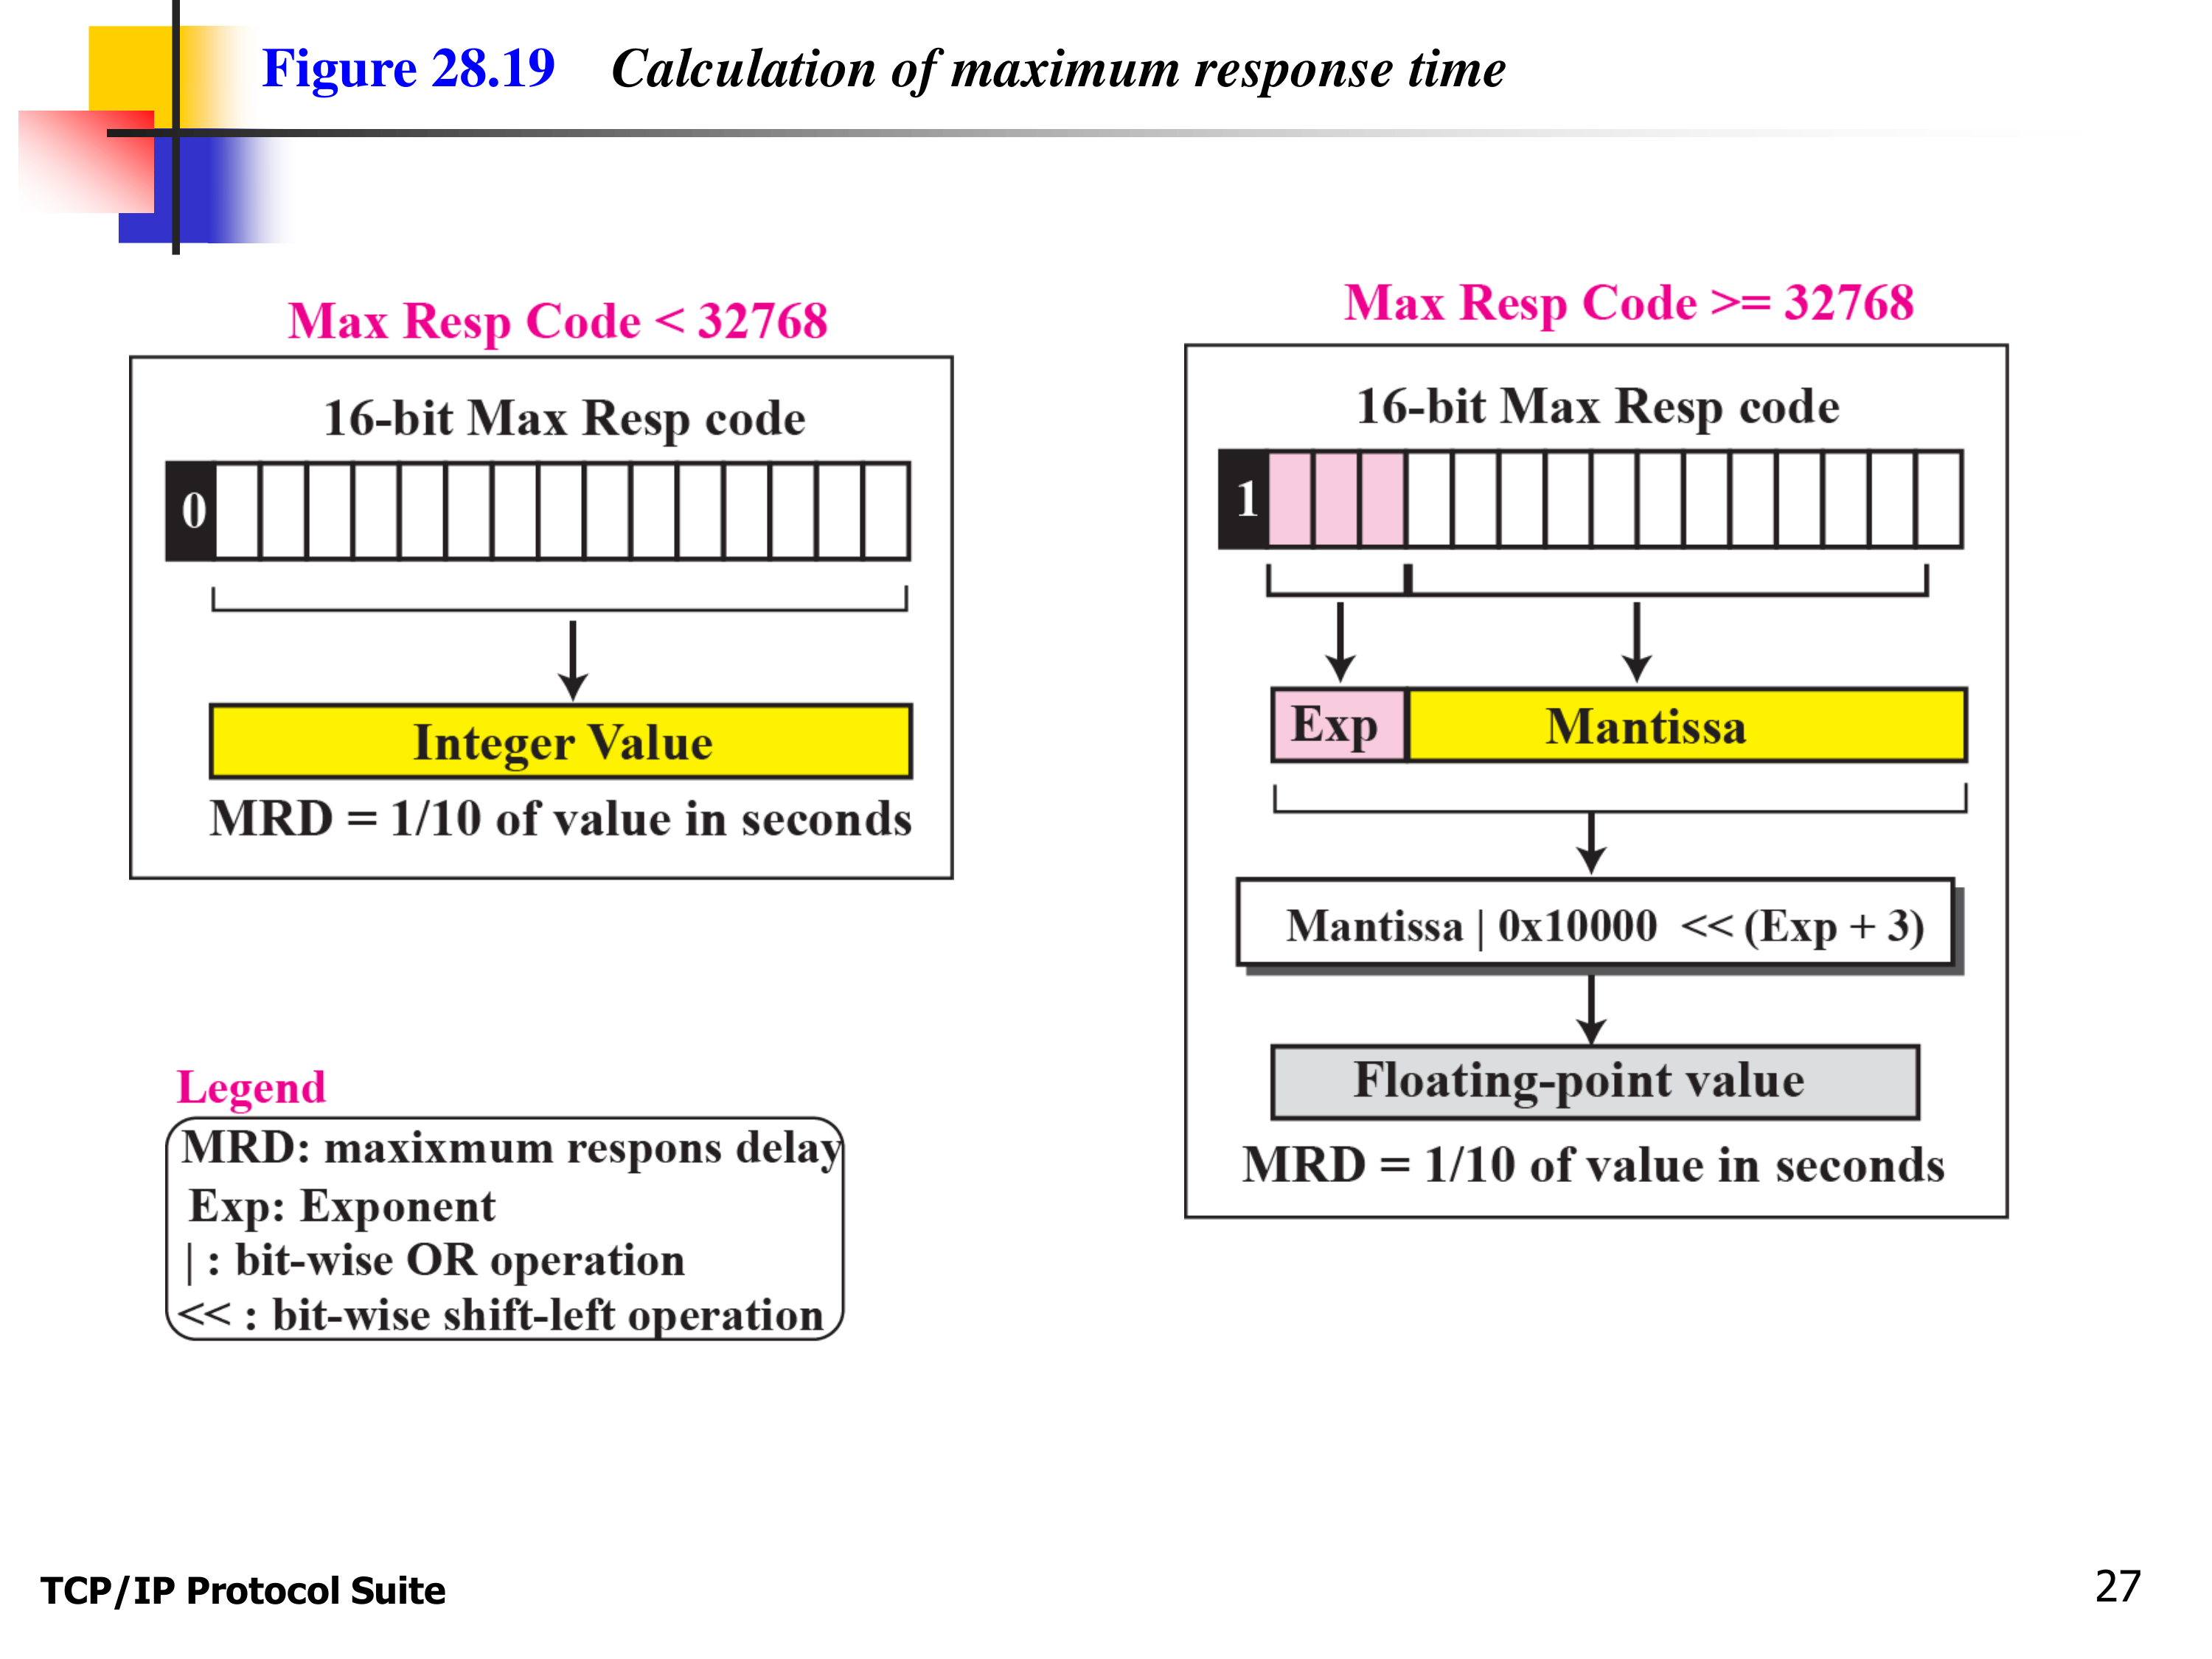 Figure 28.19 Calculation of maximum response time
Max Resp Code < 32768
16-bit Max Resp code
0
Integer Value
MRD = 1/10 of value in seconds
Max Resp Code >= 32768
16-bit Max Resp code
1
Exp Mantissa
Mantissa | 0x10000 << (Exp + 3)
Floating-point value
MRD = 1/10 of value in seconds
Legend
MRD: maxixmum respons delay
Exp: Exponent
| : bit-wise OR operation
<< : bit-wise shift-left operation
TCP/IP Protocol Suite
27